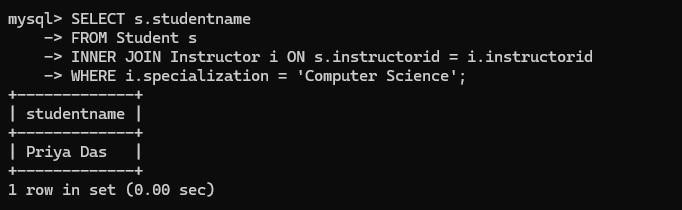 mysql> SELECT s.studentname
    -> FROM Student s
    -> INNER JOIN Instructor i ON s.instructorid = i.instructorid
    -> WHERE i.specialization = 'Computer Science';
+-------------+
| studentname |
+-------------+
| Priya Das   |
+-------------+
1 row in set (0.00 sec)